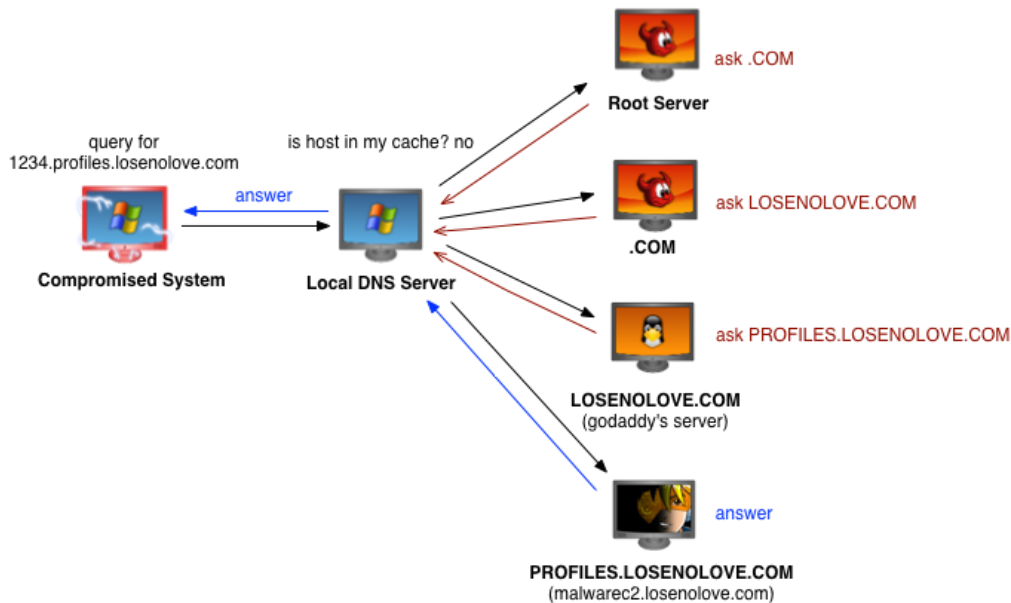 ask .COM
Root Server
query for
1234.profiles.losenolove.com
is host in my cache? no
answer
ask LOSENOLOVE.COM
.COM
Compromised System
Local DNS Server
ask PROFILES.LOSENOLOVE.COM
LOSENOLOVE.COM
(godaddy's server)
answer
PROFILES.LOSENOLOVE.COM
(malwarec2.losenolove.com)